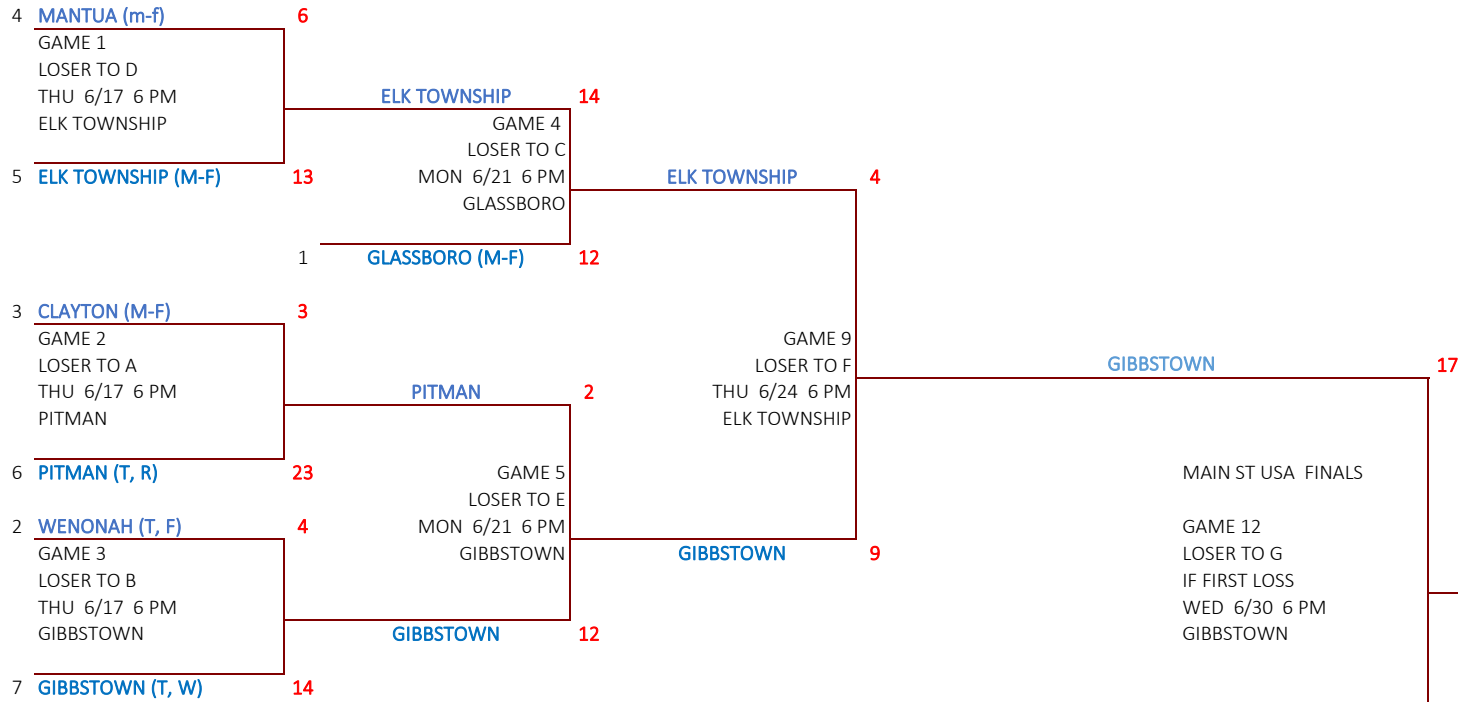 4 MANTUA (m-f) 6
GAME 1
LOSER TO D
THU 6/17 6 PM
ELK TOWNSHIP
5 ELK TOWNSHIP (M-F) 13
ELK TOWNSHIP 14
GAME 4
LOSER TO C
MON 6/21 6 PM
GLASSBORO
1 GLASSBORO (M-F) 12
ELK TOWNSHIP 4
3 CLAYTON (M-F) 3
GAME 2
LOSER TO A
THU 6/17 6 PM
PITMAN
6 PITMAN (T, R) 23
PITMAN 2
GAME 5
LOSER TO E
MON 6/21 6 PM
GIBBSTOWN
2 WENONAH (T, F) 4
GAME 3
LOSER TO B
THU 6/17 6 PM
GIBBSTOWN
7 GIBBSTOWN (T, W) 14
GIBBSTOWN 12
GAME 9
LOSER TO F
THU 6/24 6 PM
ELK TOWNSHIP
GIBBSTOWN 9
GIBBSTOWN 17
MAIN ST USA FINALS
GAME 12
LOSER TO G
IF FIRST LOSS
WED 6/30 6 PM
GIBBSTOWN